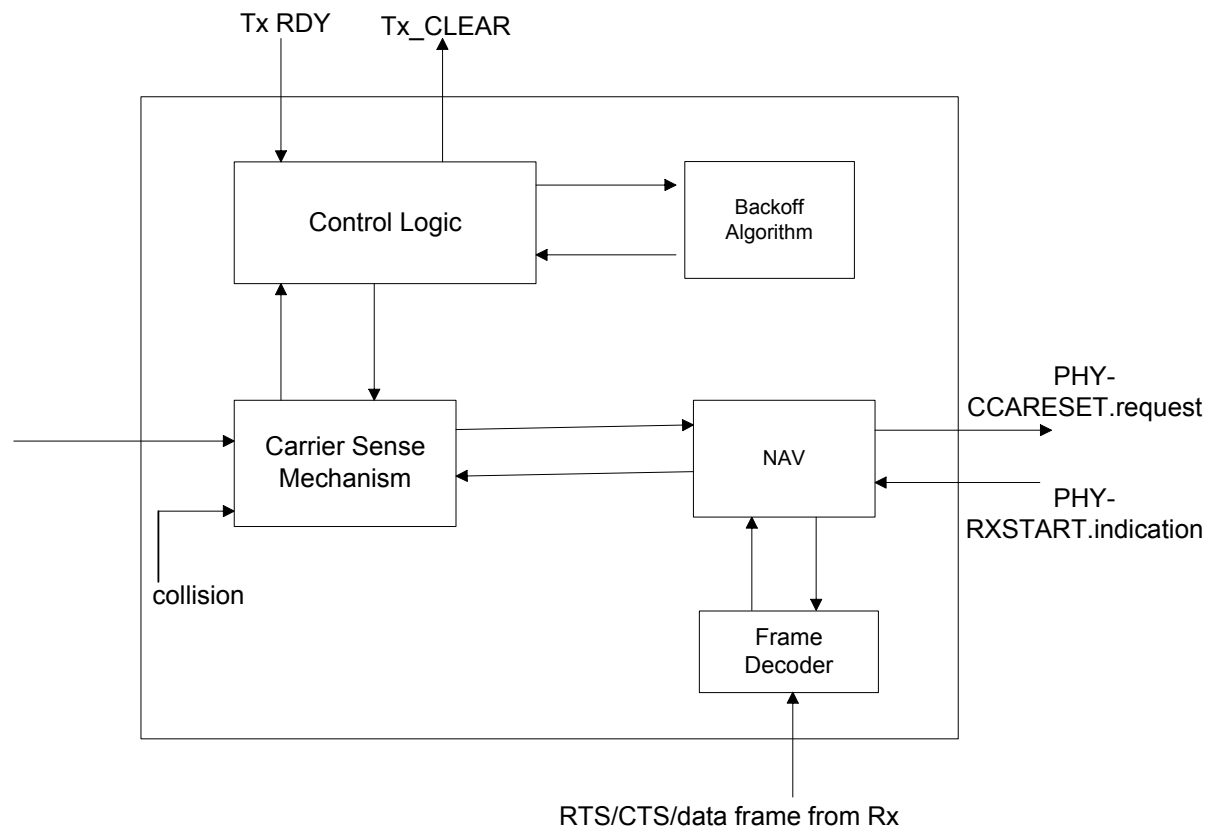 Tx RDY
Tx_CLEAR
Control Logic
Backoff
Algorithm
Carrier Sense
Mechanism
NAV
PHY-
CCARESET.request
PHY-
RXSTART.indication
collision
Frame
Decoder
RTS/CTS/data frame from Rx